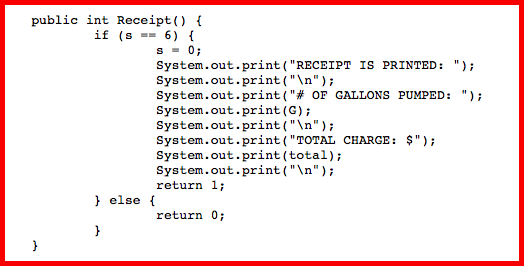 public int Receipt() {
if (s == 6) {
s = 0;
System.out.print("RECEIPT IS PRINTED: ");
System.out.print("\n");
System.out.print("# OF GALLONS PUMPED: ");
System.out.print(G);
System.out.print("\n");
System.out.print("TOTAL CHARGE: $");
System.out.print(total);
System.out.print("\n");
return 1;
} else {
return 0;
}
}